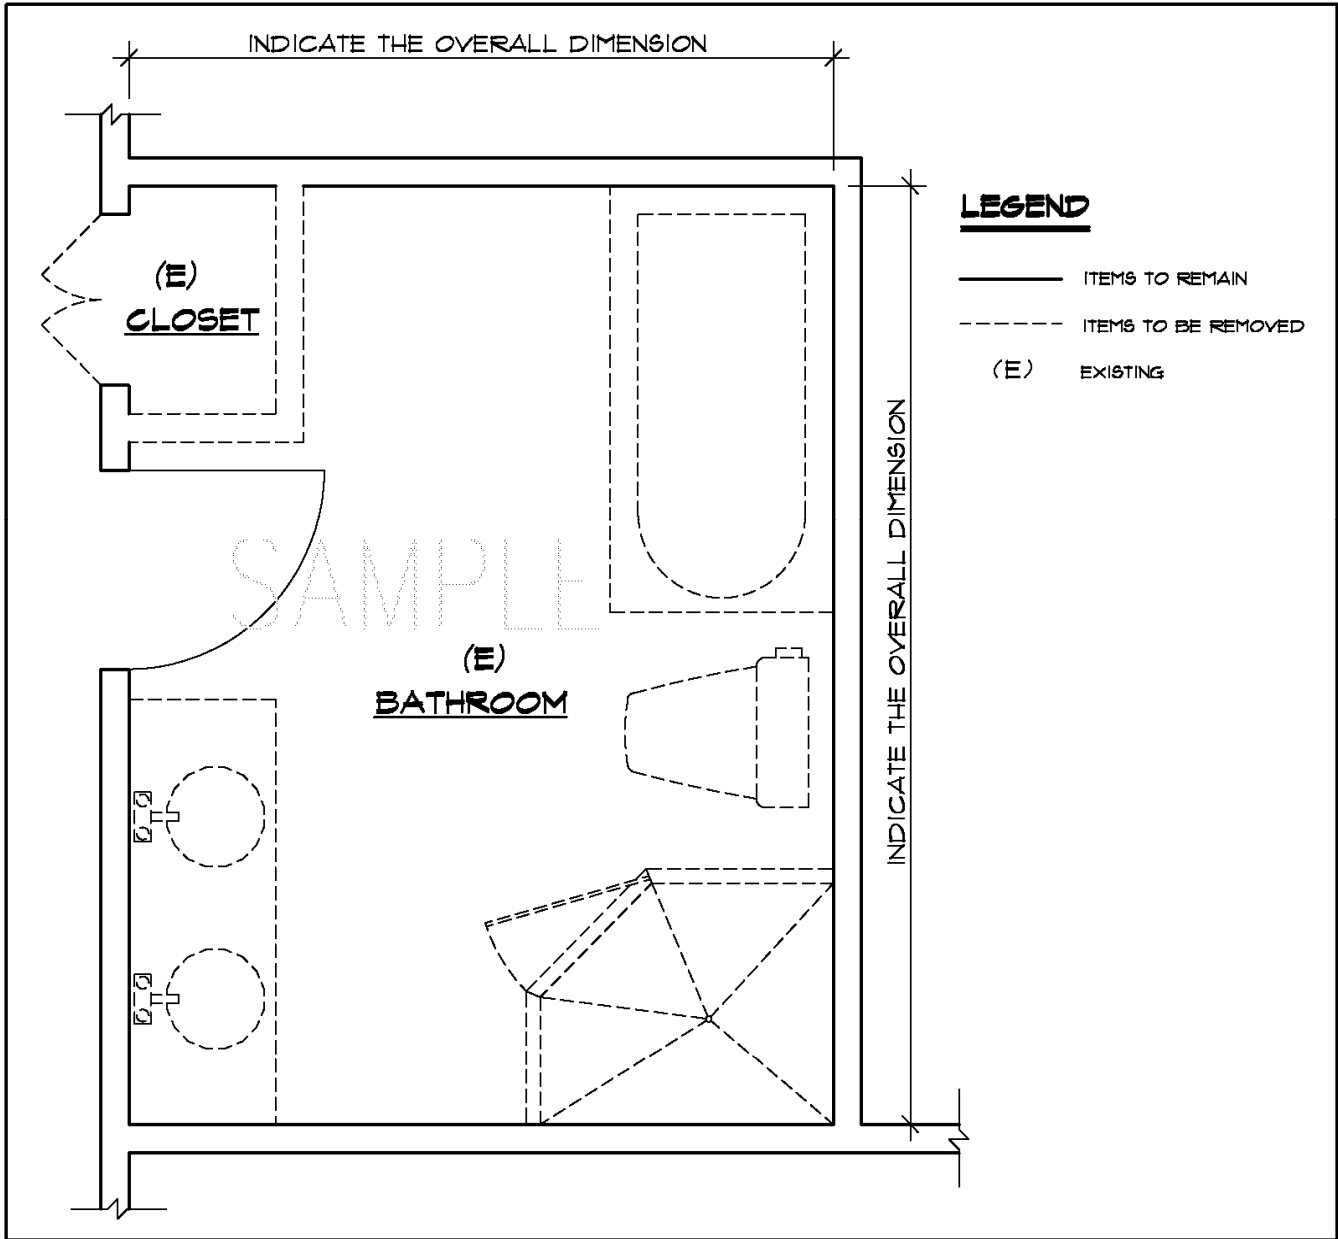 INDICATE THE OVERALL DIMENSION
LEGEND
ITEMS TO REMAIN
ITEMS TO BE REMOVED
(E) EXISTING
(E)
CLOSET
INDICATE THE OVERALL DIMENSION
SAMPLE
(E)
BATHROOM